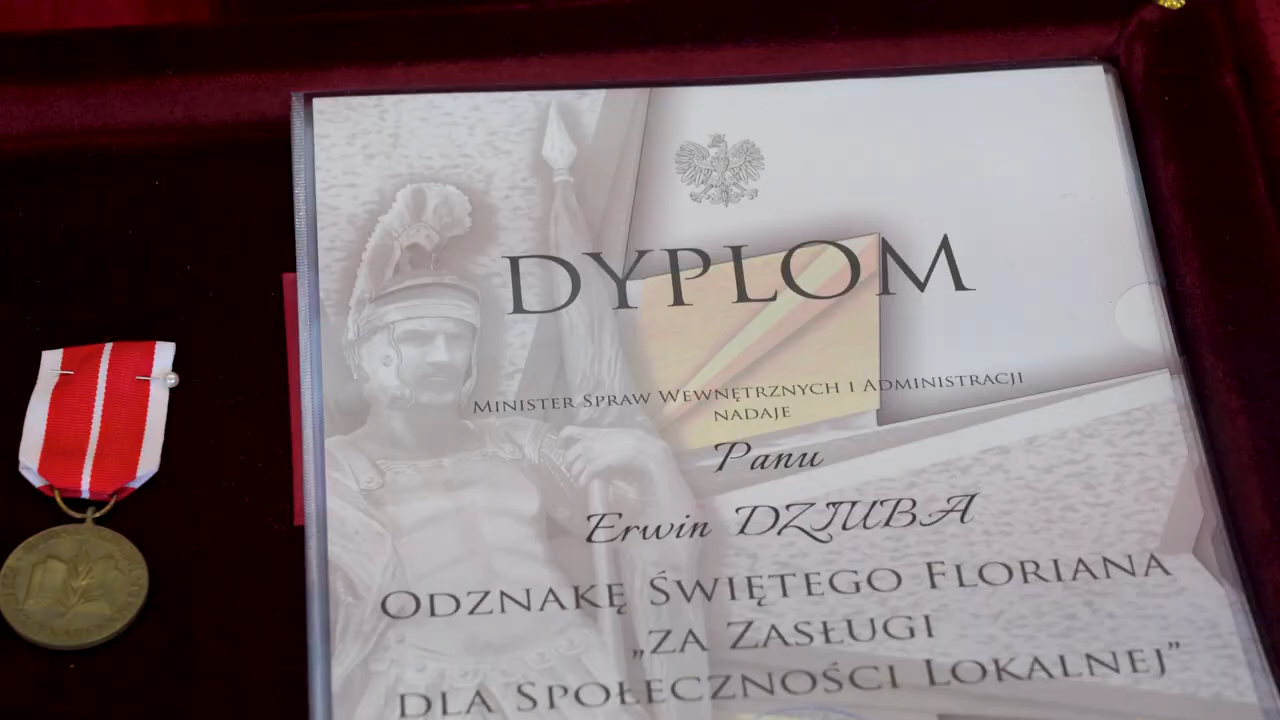 DYPLOM
MINISTER SPRAW WEWNĘTRZNYCH I ADMINISTRACJI
NADAJE
Panu
Erwin DZIUBA
ODZNAKĘ ŚWIĘTEGO FLORIANA
„ZA ZASŁUGI
DLA SPOŁECZNOŚCI LOKALNEJ”